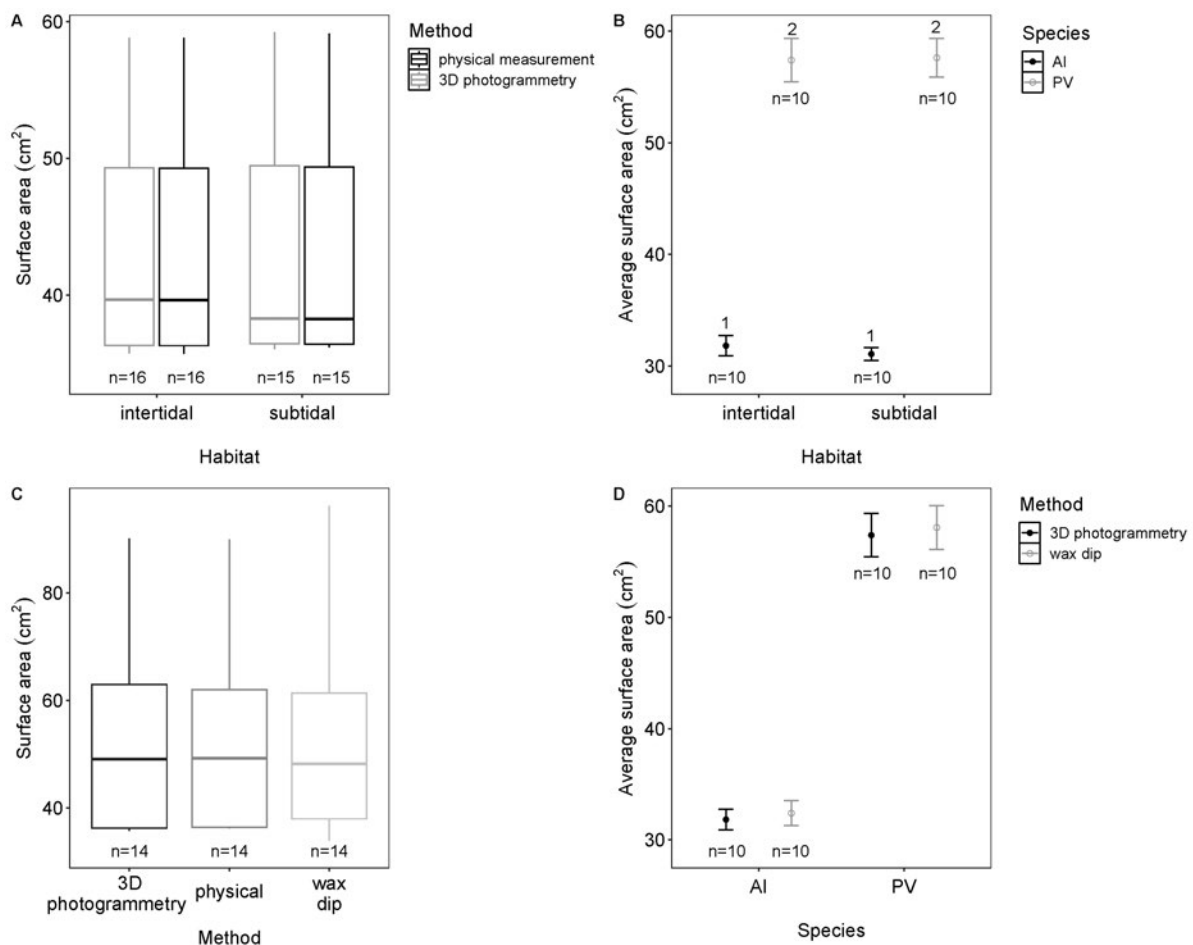 A
60
50
40
Surface area (cm²)
n=16
n=16
n=15
n=15
intertidal
subtidal
Habitat
Method
physical measurement
3D photogrammetry
B
60
50
40
30
Average surface area (cm²)
2
n=10
2
n=10
1
n=10
1
n=10
intertidal
subtidal
Habitat
Species
AI
PV
C
80
60
40
Surface area (cm²)
n=14
n=14
n=14
3D
photogrammetry
physical
wax
dip
Method
D
60
50
40
30
Average surface area (cm²)
n=10
n=10
n=10
n=10
AI
PV
Species
Method
3D photogrammetry
wax dip